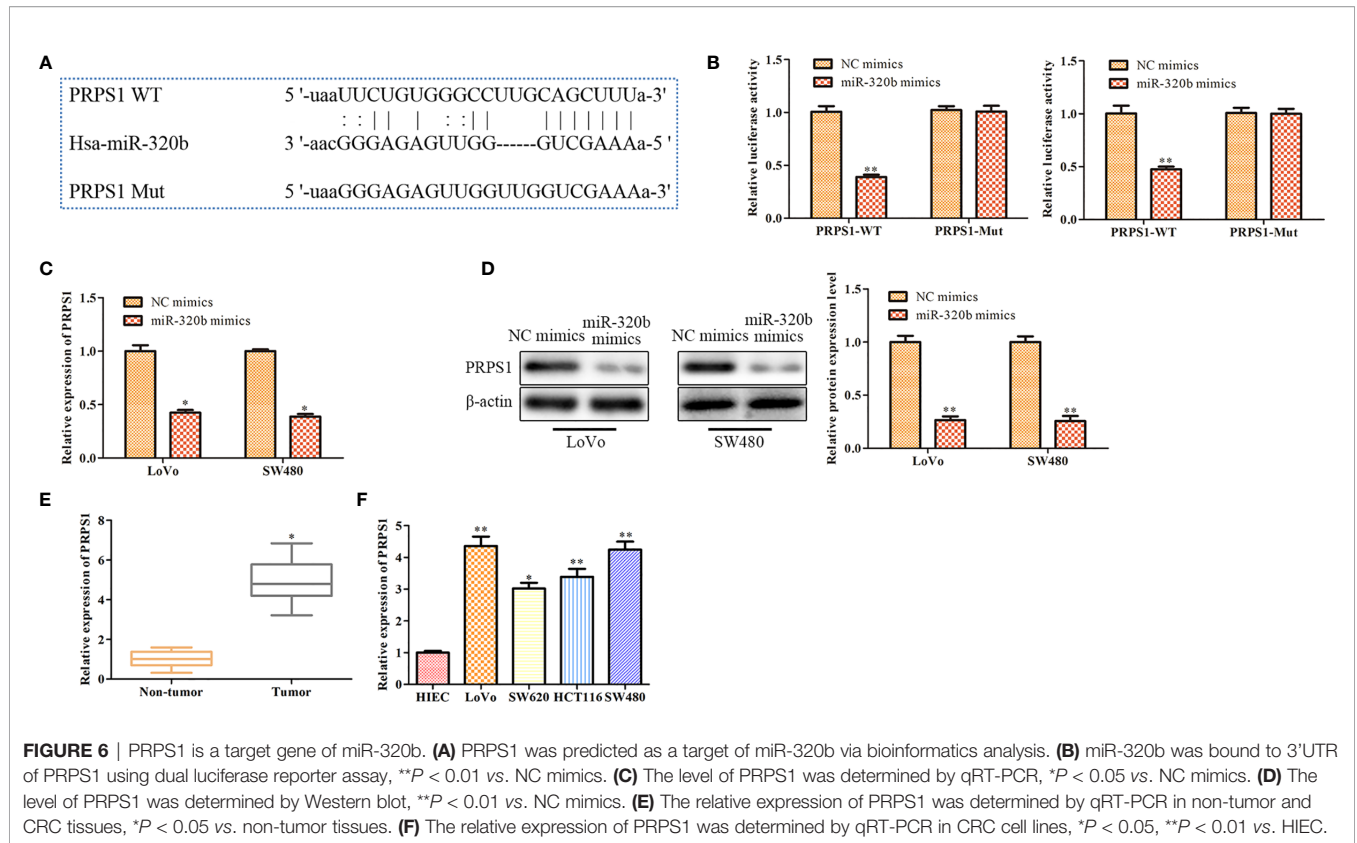 A
PRPS1 WT 5 '-uaaUUCUGUGGGCCUUGCAGCUUUa-3'
: : | | | : : | | | | | | | | |
Hsa-miR-320b 3 '-aacGGGAGAGUUGG------GUCGAAAa-5 '
PRPS1 Mut 5 '-uaaGGGAGAGUUGGUUGGUCGAAAa-3'
B
Relative luciferase activity
1.5
1.0
0.5
0.0
NC mimics
miR-320b mimics
**
PRPS1-WT PRPS1-Mut
Relative luciferase activity
1.5
1.0
0.5
0.0
NC mimics
miR-320b mimics
**
PRPS1-WT PRPS1-Mut
C
Relative expression of PRPS1
1.5
1.0
0.5
0.0
NC mimics
miR-320b mimics
* *
LoVo SW480
D
NC mimics miR-320b mimics NC mimics miR-320b mimics
PRPS1
β-actin
LoVo SW480
Relative protein expression level
1.5
1.0
0.5
0.0
NC mimics
miR-320b mimics
** **
LoVo SW480
E
Relative expression of PRPS1
8
6
4
2
0
*
Non-tumor Tumor
F
Relative expression of PRPS1
5
4
3
2
1
0
** * ** **
HIEC LoVo SW620 HCT116 SW480
FIGURE 6 | PRPS1 is a target gene of miR-320b. (A) PRPS1 was predicted as a target of miR-320b via bioinformatics analysis. (B) miR-320b was bound to 3'UTR
of PRPS1 using dual luciferase reporter assay, **P < 0.01 vs. NC mimics. (C) The level of PRPS1 was determined by qRT-PCR, *P < 0.05 vs. NC mimics. (D) The
level of PRPS1 was determined by Western blot, **P < 0.01 vs. NC mimics. (E) The relative expression of PRPS1 was determined by qRT-PCR in non-tumor and
CRC tissues, *P < 0.05 vs. non-tumor tissues. (F) The relative expression of PRPS1 was determined by qRT-PCR in CRC cell lines, *P < 0.05, **P < 0.01 vs. HIEC.